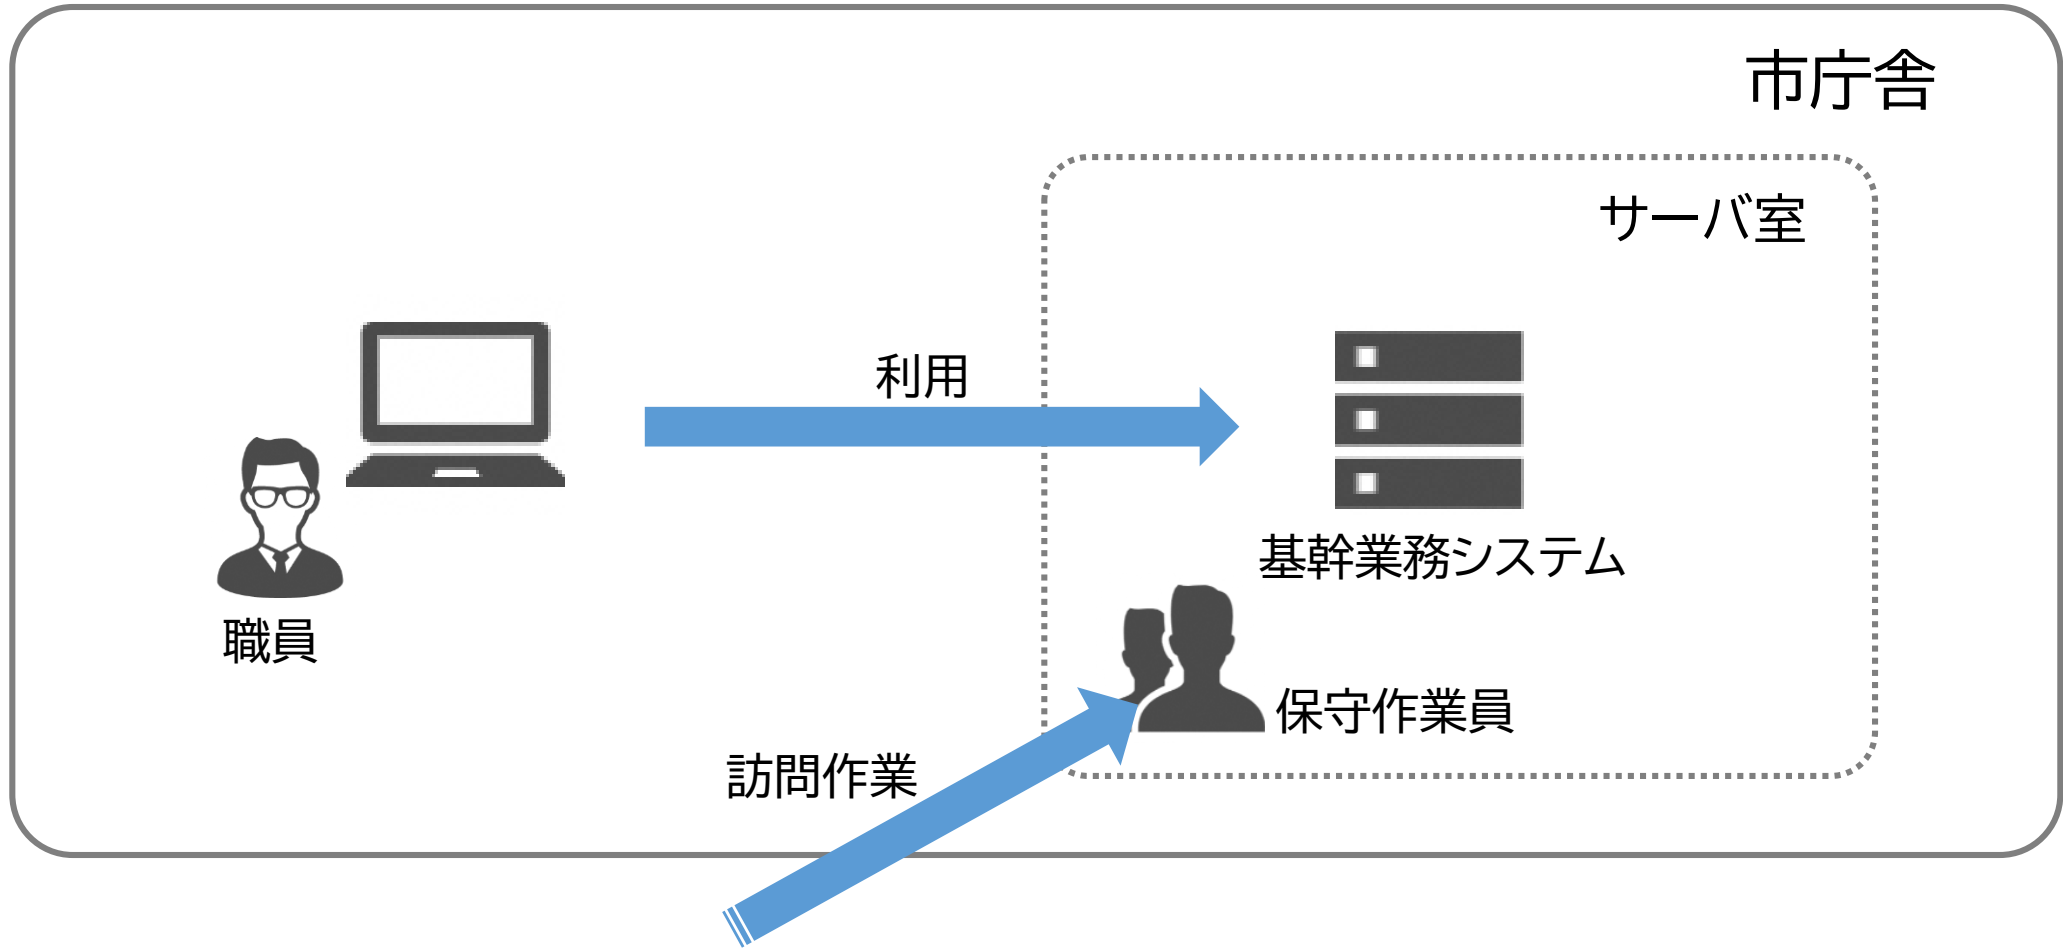 市庁舎
サーバ室
利用
基幹業務システム
職員
保守作業員
訪問作業